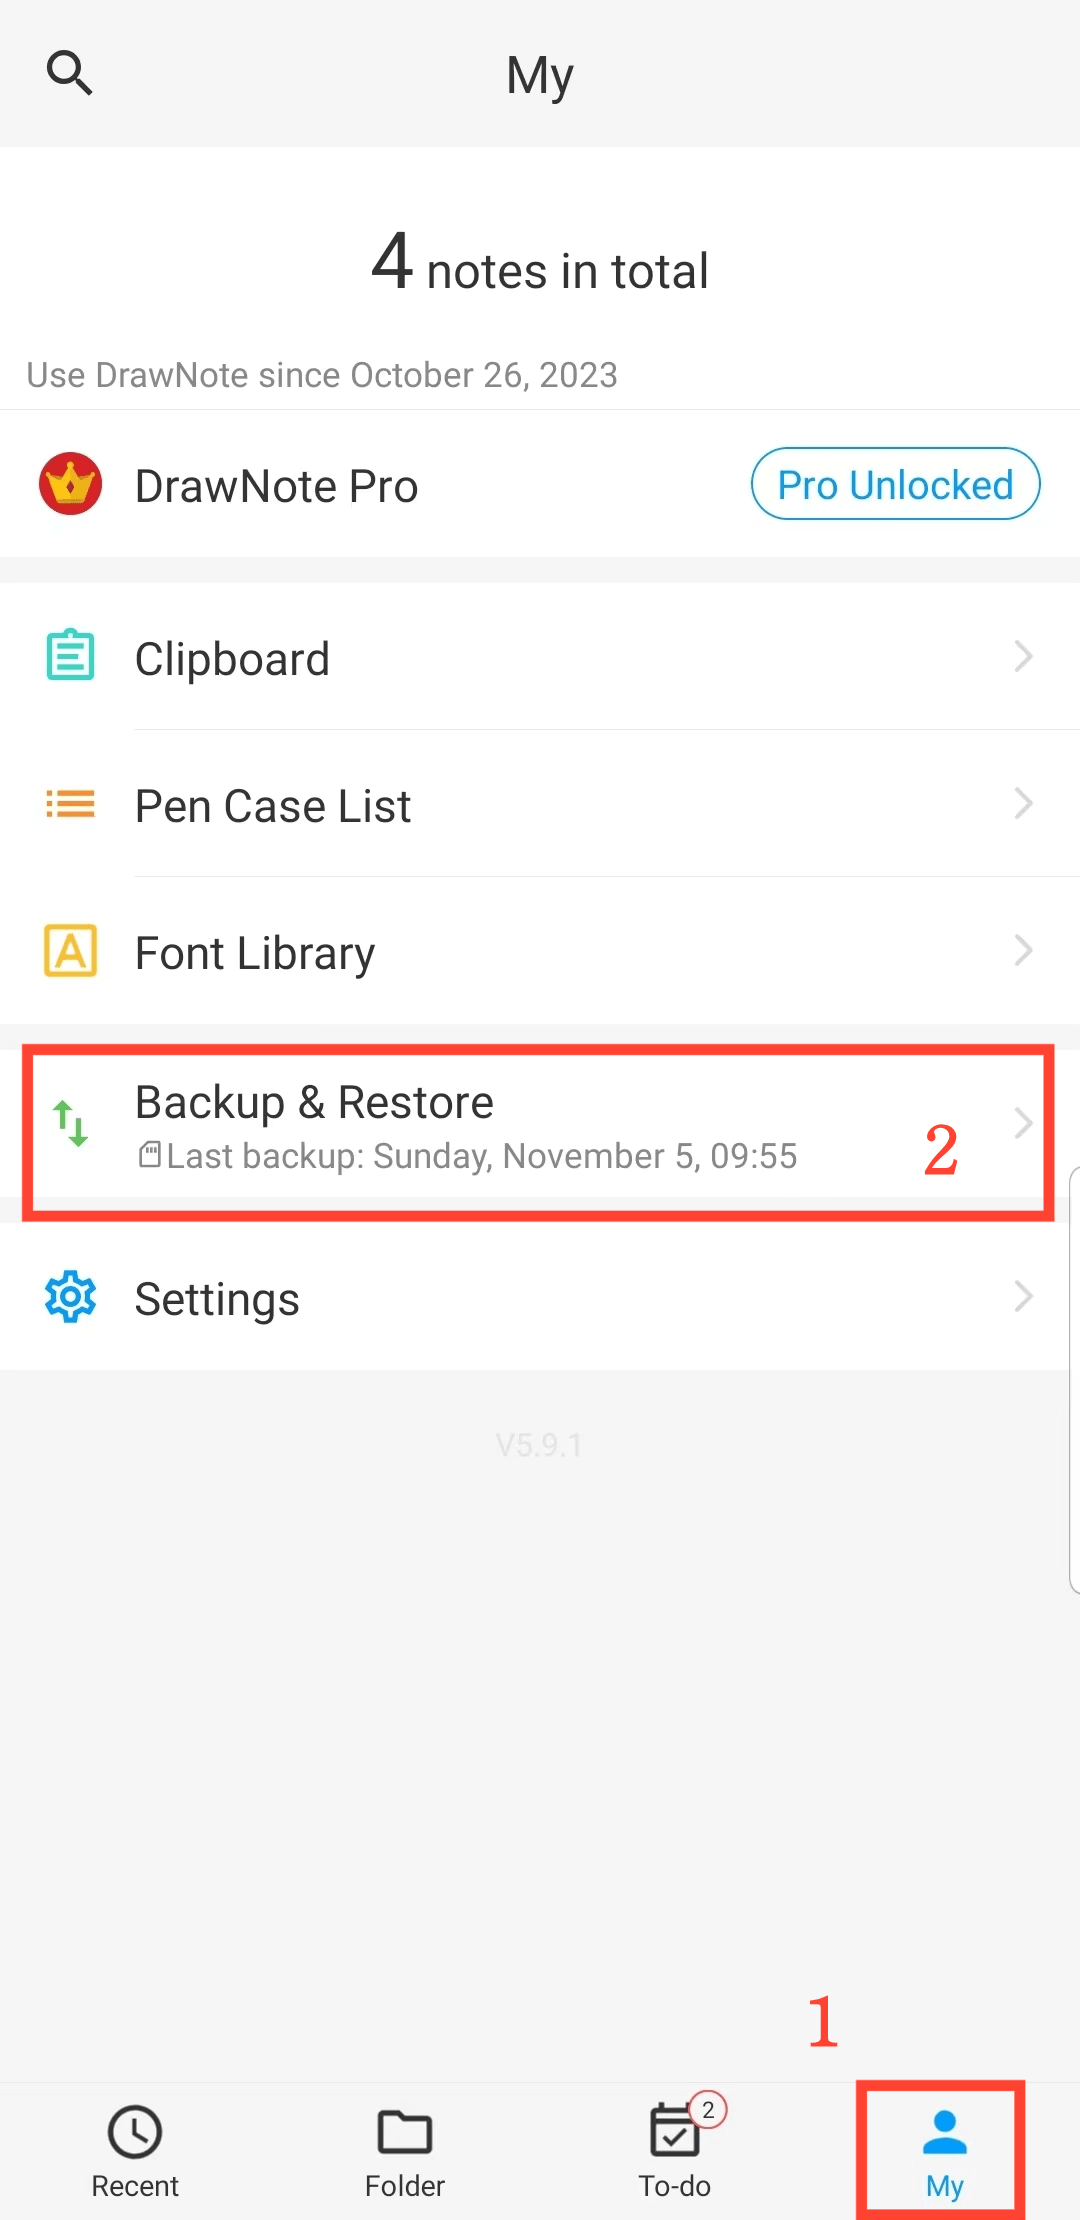 My
4 notes in total
Use DrawNote since October 26, 2023
DrawNote Pro
Pro Unlocked
Clipboard
Pen Case List
A Font Library
Backup & Restore
Last backup: Sunday, November 5, 09:55
2
Settings
V5.9.1
1
2
Recent
Folder
To-do
My